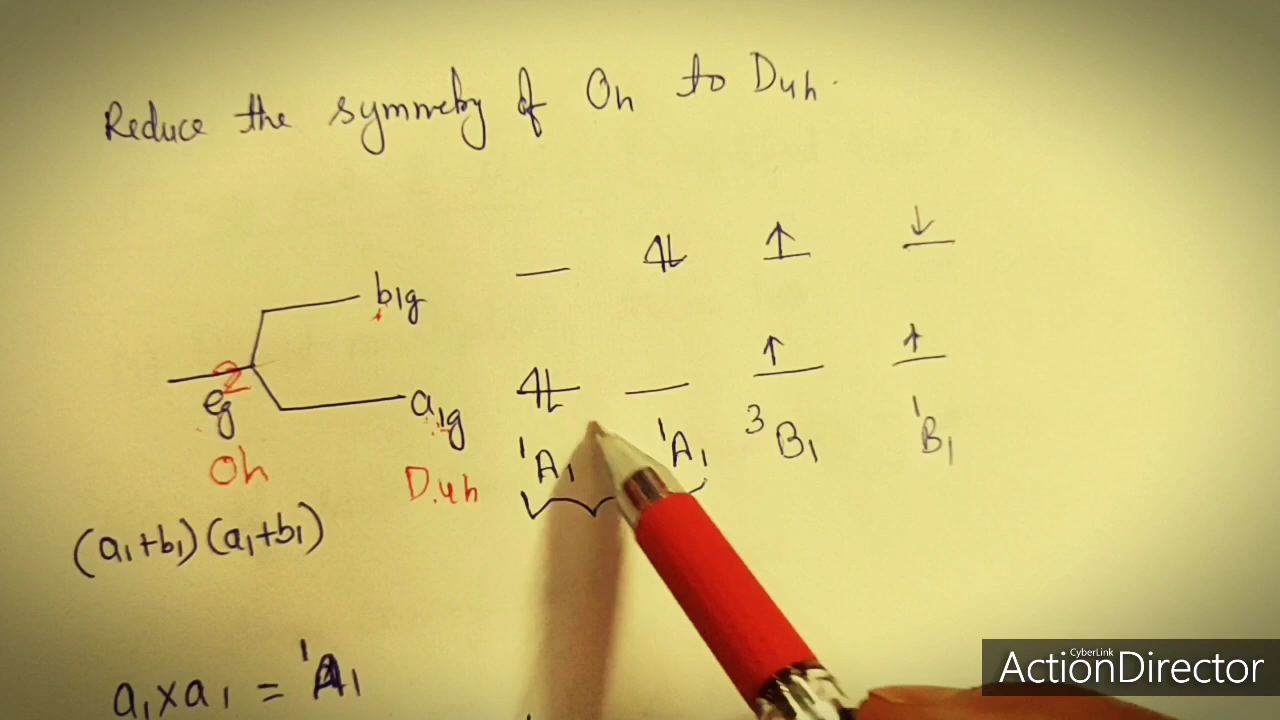 Reduce the symmetry of Oh to D4h.
b1g
eg2
a1g
Oh
D4h
1A1 1A1 3B1 1B1
(a1+b1)(a1+b1)
a1×a1 = 1A1
CyberLink
ActionDirector